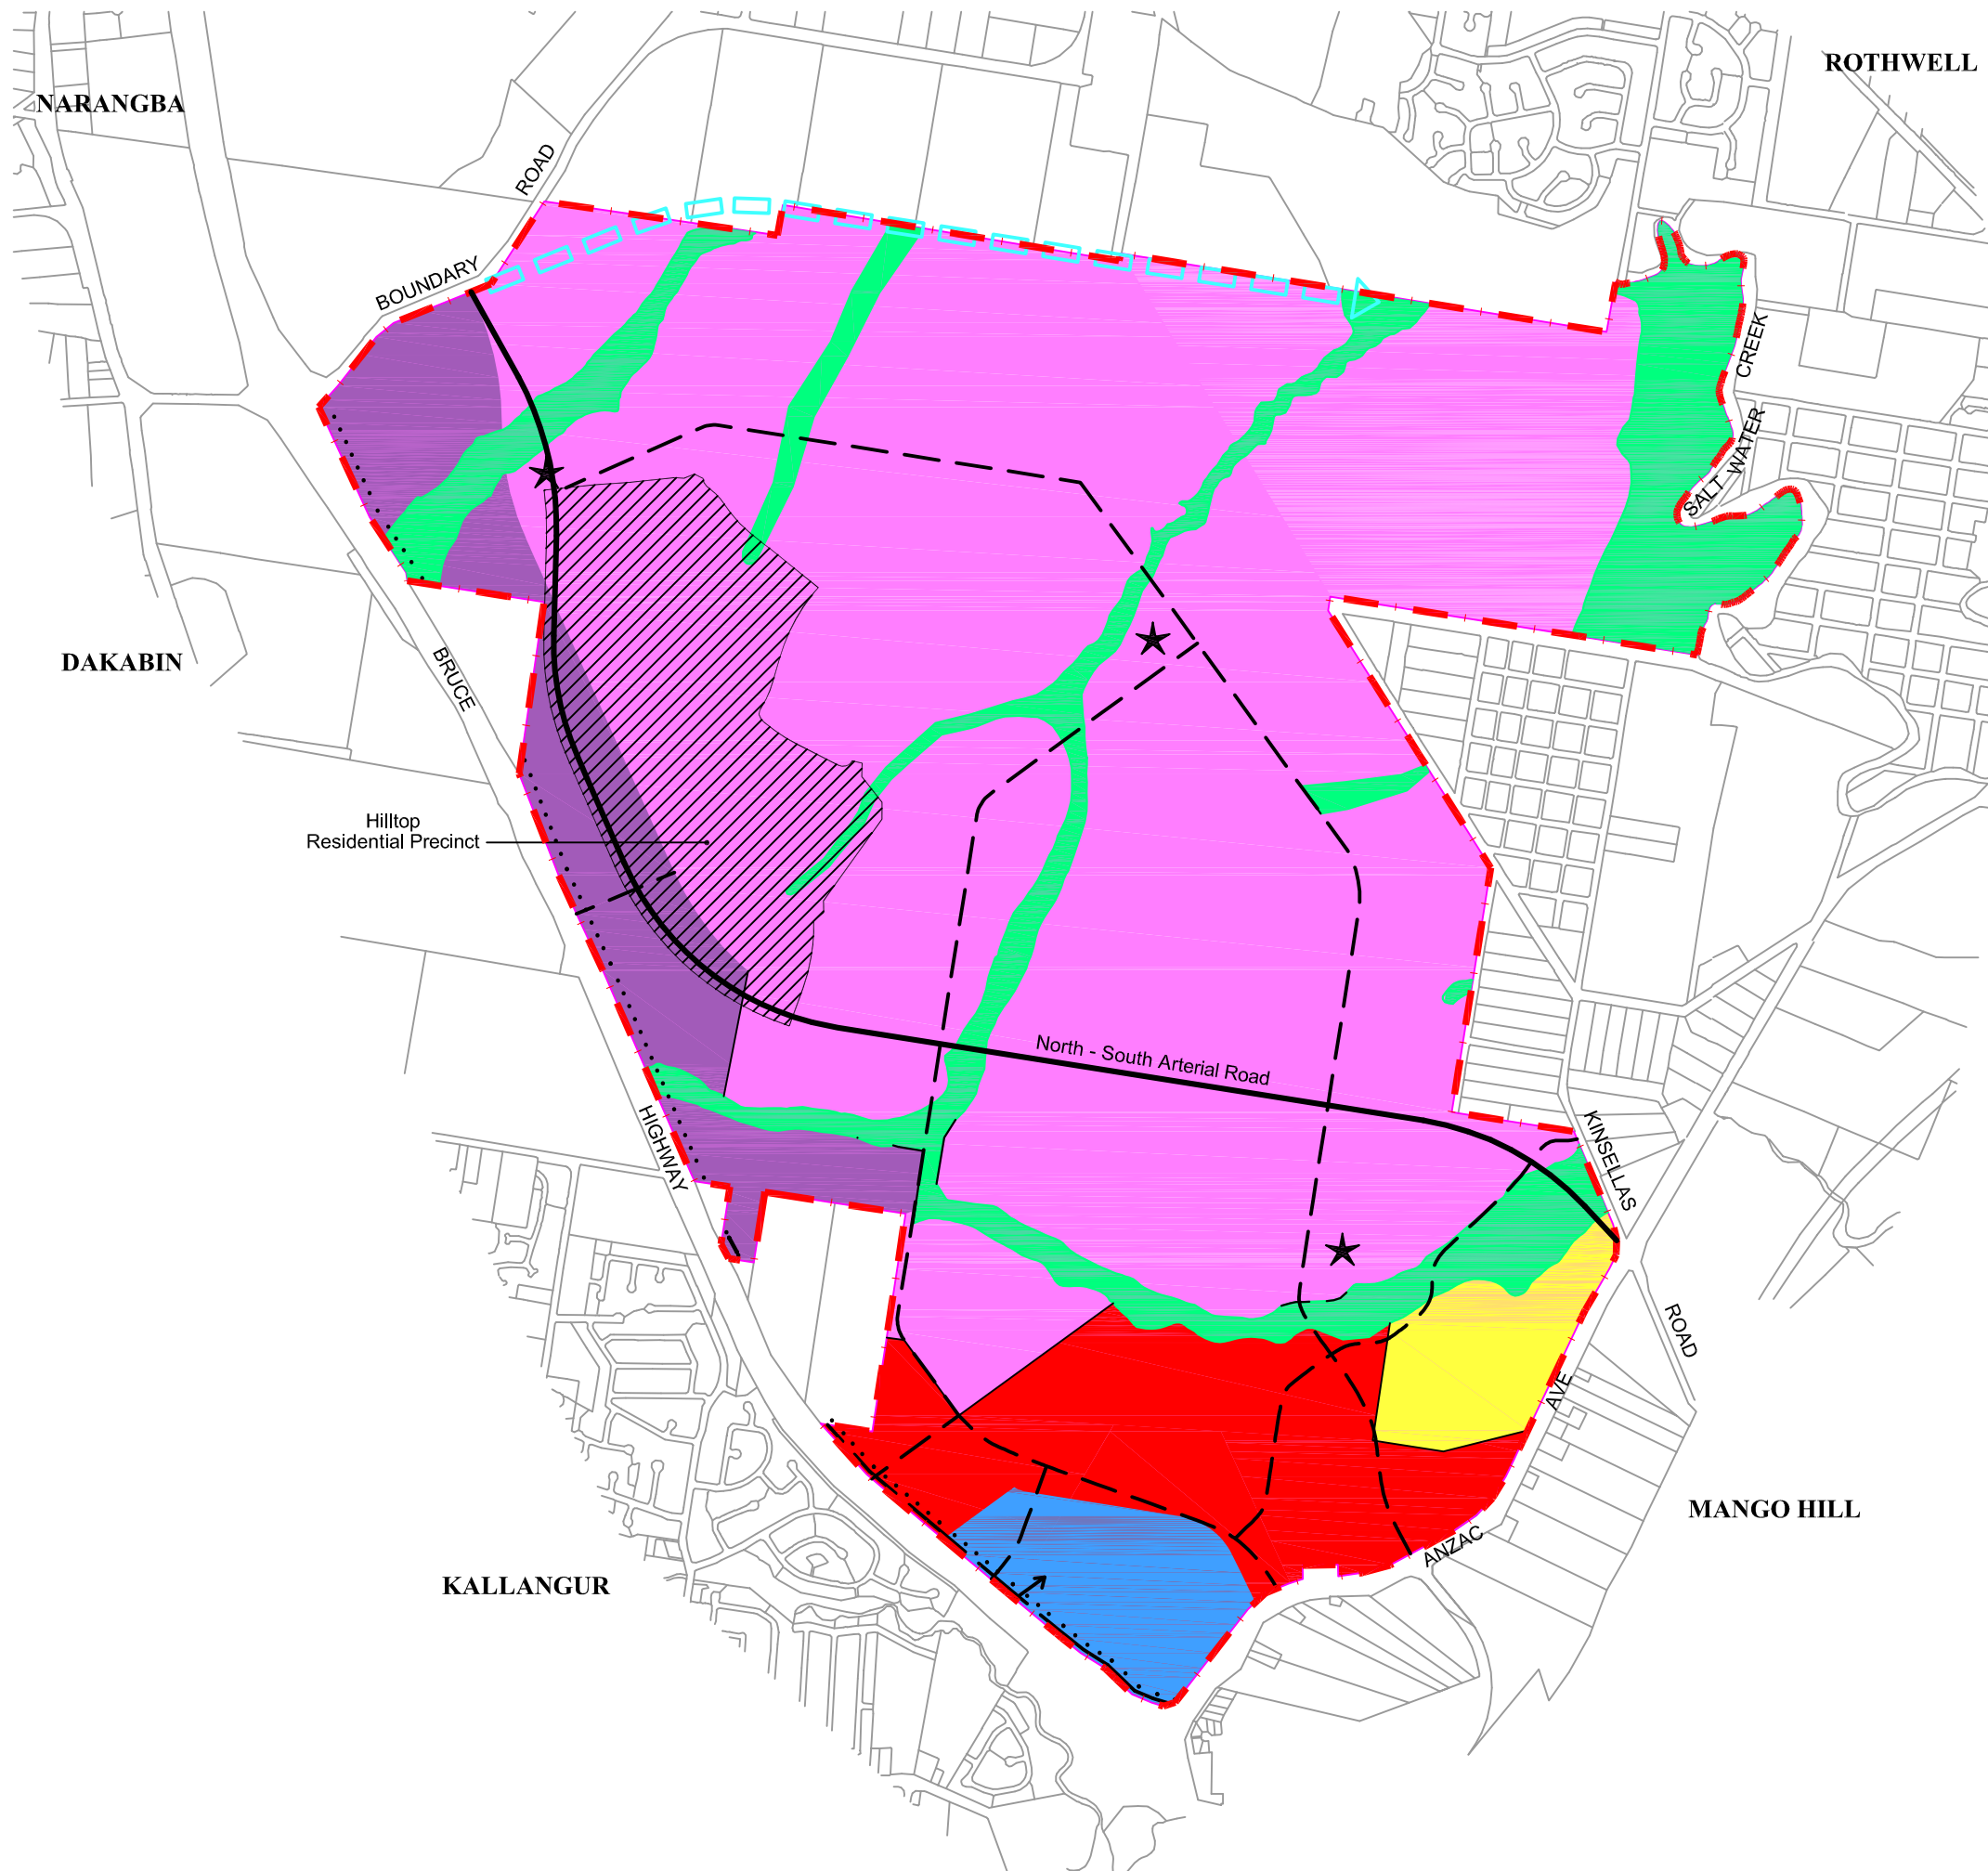 ROTHWELL
NARANGBA
ROAD
BOUNDARY
CREEK
SALT WATER
DAKABIN
BRUCE
Hilltop
Residential Precinct
North - South Arterial Road
HIGHWAY
KINSELAS
ROAD
AVE
MANGO HILL
ANZAC
KALLANGUR